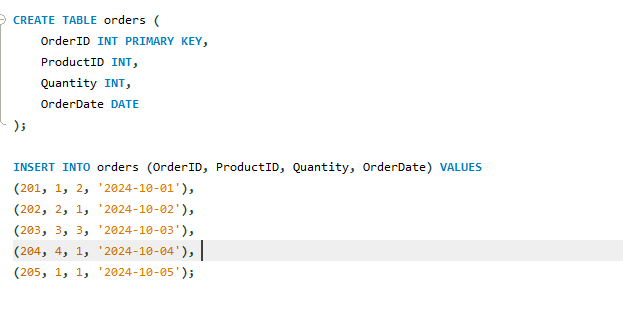 CREATE TABLE orders (
    OrderID INT PRIMARY KEY,
    ProductID INT,
    Quantity INT,
    OrderDate DATE
);

INSERT INTO orders (OrderID, ProductID, Quantity, OrderDate) VALUES
(201, 1, 2, '2024-10-01'),
(202, 2, 1, '2024-10-02'),
(203, 3, 3, '2024-10-03'),
(204, 4, 1, '2024-10-04'),
(205, 1, 1, '2024-10-05');